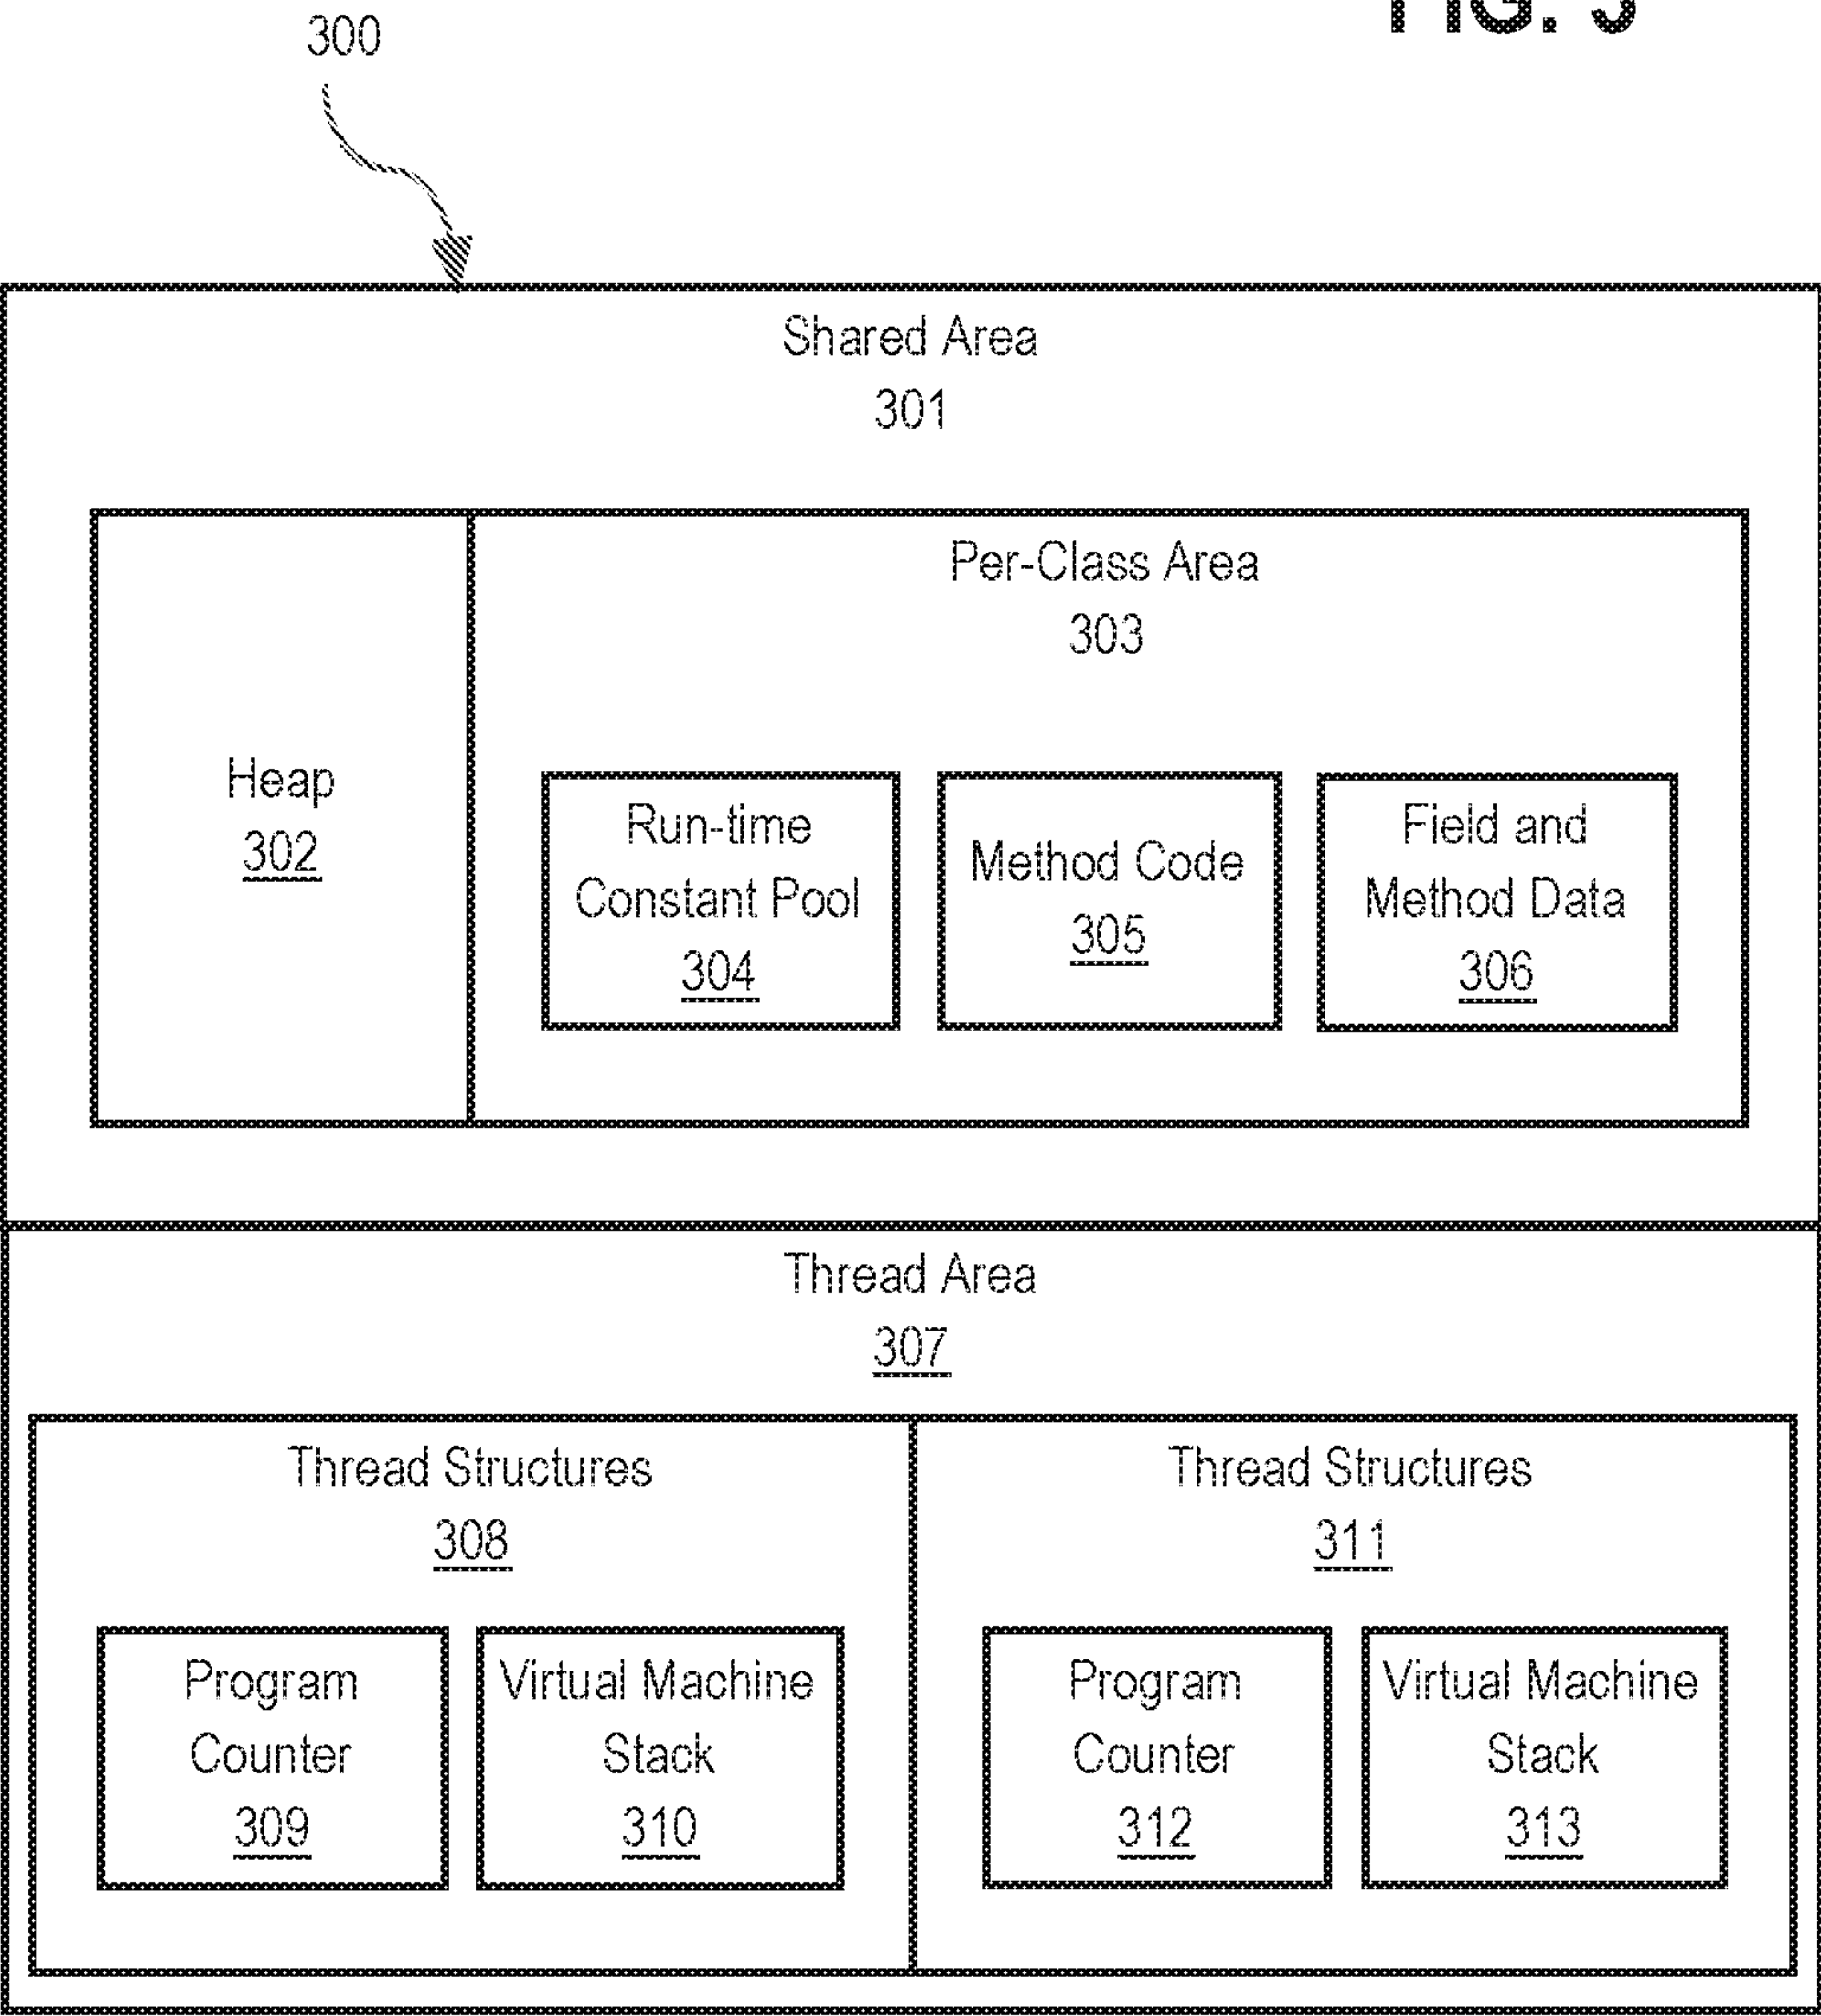 FIG. 3
300
Shared Area
301
Per-Class Area
303
Heap
302
Run-time
Constant Pool
304
Method Code
305
Field and
Method Data
306
Thread Area
307
Thread Structures
308
Thread Structures
311
Program
Counter
309
Virtual Machine
Stack
310
Program
Counter
312
Virtual Machine
Stack
313